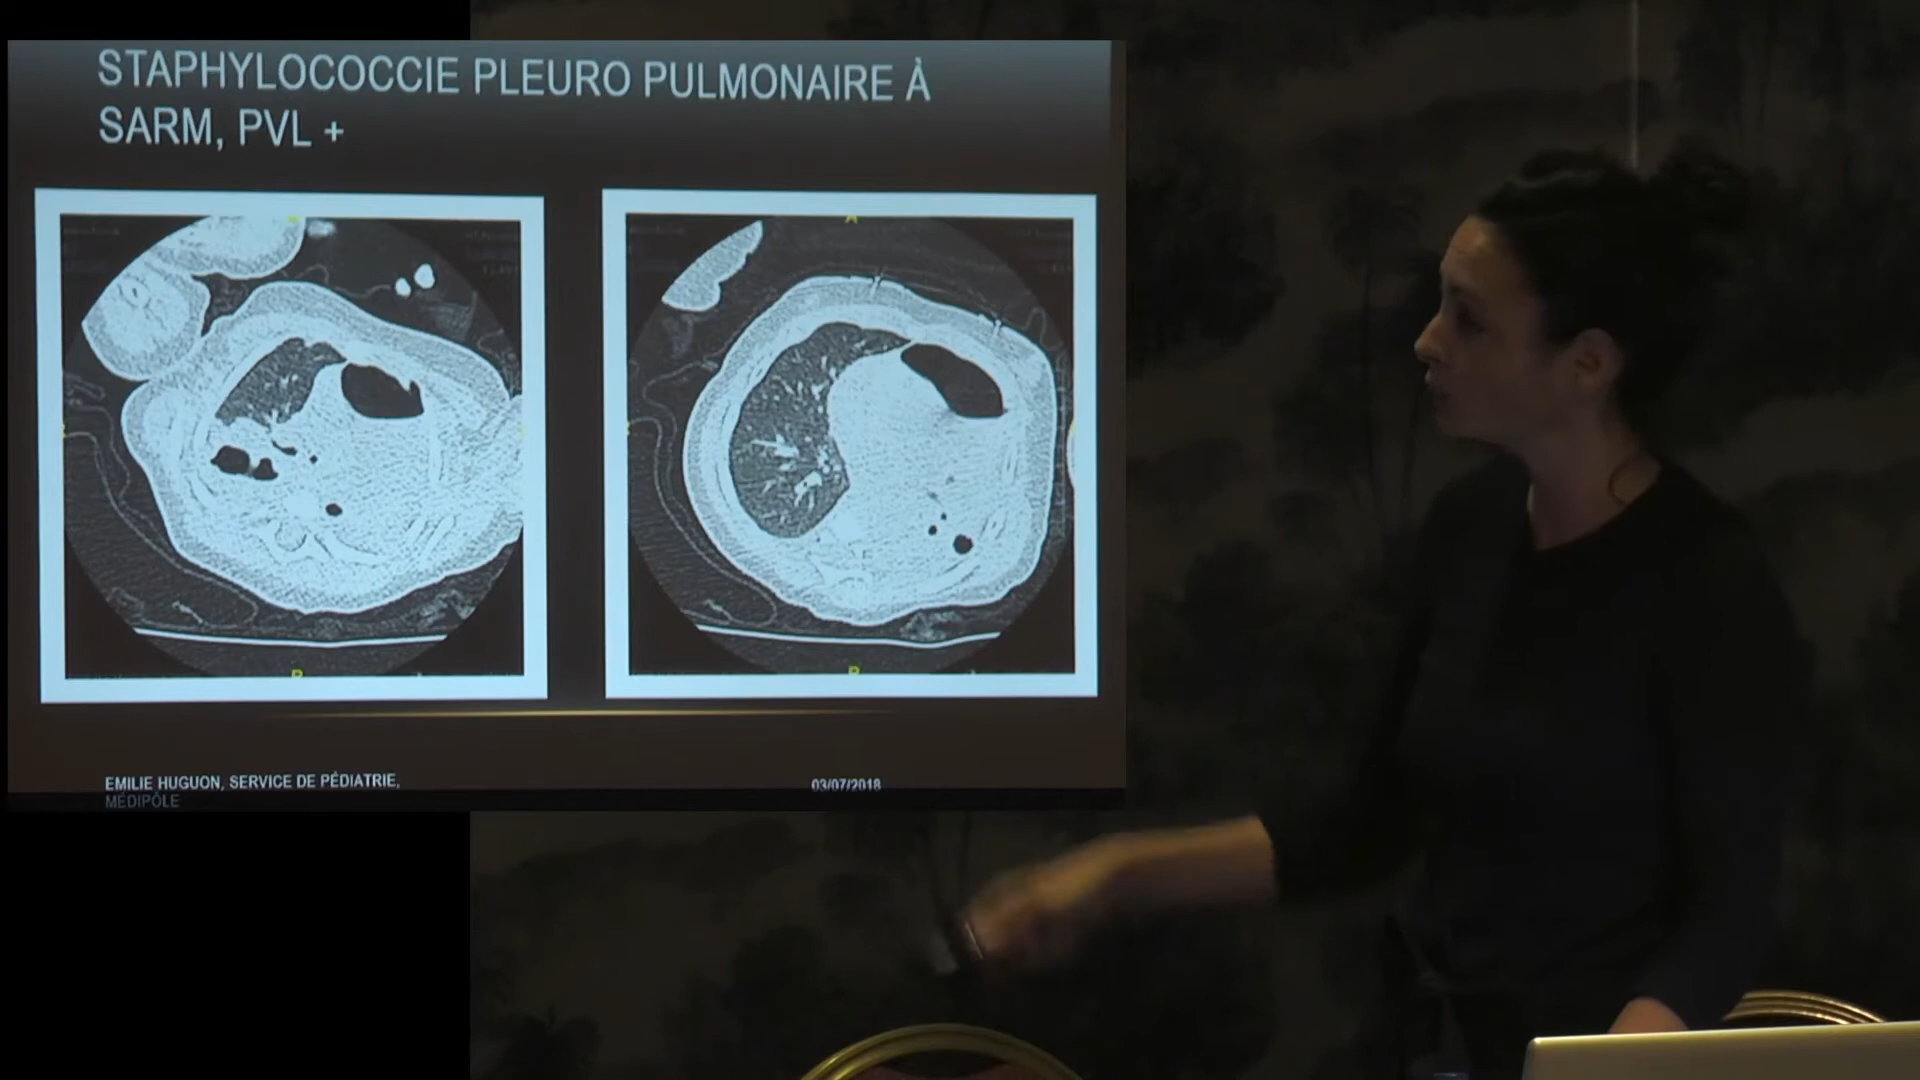 STAPHYLOCOCCIE PLEURO PULMONAIRE À
SARM, PVL +
A
P
EMILIE HUGUON, SERVICE DE PÉDIATRIE,
MÉDIPÔLE
03/07/2018